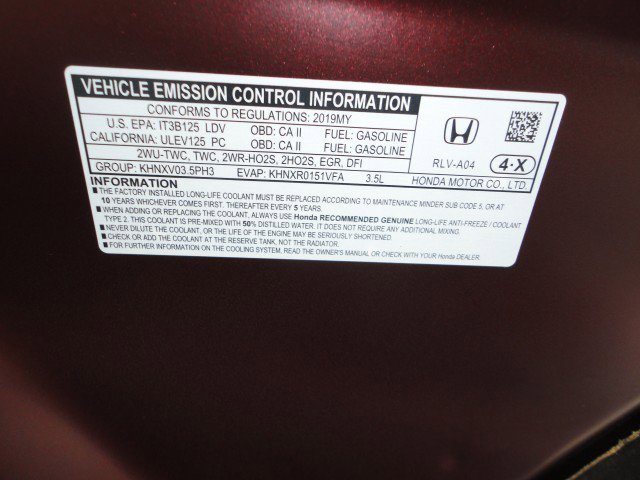 VEHICLE EMISSION CONTROL INFORMATION
CONFORMS TO REGULATIONS: 2019MY
U.S. EPA: IT3B125 LDV OBD: CA II FUEL: GASOLINE
CALIFORNIA: ULEV125 PC OBD: CA II FUEL: GASOLINE
2WU-TWC, TWC, 2WR-HO2S, 2HO2S, EGR, DFI
GROUP: KHNXV03.5PH3 EVAP: KHNXR0151VFA 3.5L
RLV-A04
4·X
HONDA MOTOR CO., LTD.
INFORMATION
■ THE FACTORY INSTALLED LONG-LIFE COOLANT MUST BE REPLACED ACCORDING TO MAINTENANCE MINDER SUB CODE 5, OR AT
10 YEARS WHICHEVER COMES FIRST. THEREAFTER EVERY 5 YEARS.
■ WHEN ADDING OR REPLACING THE COOLANT, ALWAYS USE Honda RECOMMENDED GENUINE LONG-LIFE ANTI-FREEZE / COOLANT
TYPE 2. THIS COOLANT IS PRE-MIXED WITH 50% DISTILLED WATER. IT DOES NOT REQUIRE ANY ADDITIONAL MIXING.
■ NEVER DILUTE THE COOLANT, OR THE LIFE OF THE ENGINE MAY BE SERIOUSLY SHORTENED.
■ CHECK OR ADD THE COOLANT AT THE RESERVE TANK, NOT THE RADIATOR.
■ FOR FURTHER INFORMATION ON THE COOLING SYSTEM, READ THE OWNER'S MANUAL OR CHECK WITH YOUR Honda DEALER.